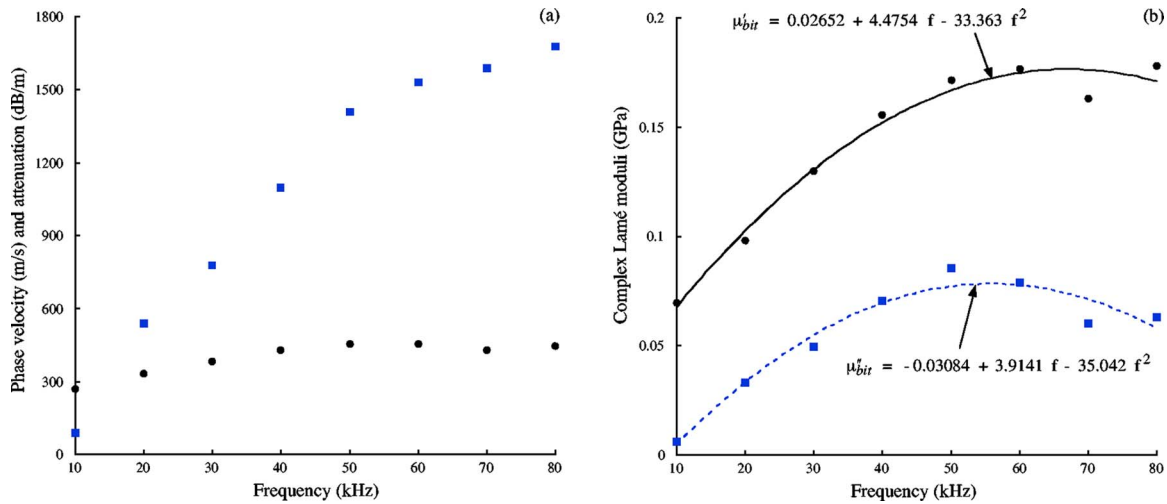 (a)
1800
1500
1200
900
600
300
0
10 20 30 40 50 60 70 80
Frequency (kHz)
Phase velocity (m/s) and attenuation (dB/m)
(b)
μ′bit = 0.02652 + 4.4754 f - 33.363 f²
0.2
0.15
0.1
0.05
0
μ″bit = -0.03084 + 3.9141 f - 35.042 f²
10 20 30 40 50 60 70 80
Frequency (kHz)
Complex Lamé moduli (GPa)